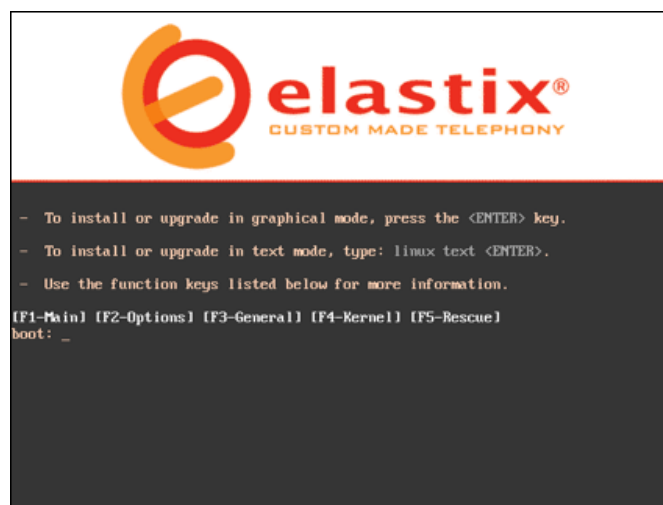 elastix®
CUSTOM MADE TELEPHONY
- To install or upgrade in graphical mode, press the <ENTER> key.
- To install or upgrade in text mode, type: linux text <ENTER>.
- Use the function keys listed below for more information.
[F1-Main] [F2-Options] [F3-General] [F4-Kernel] [F5-Rescue]
boot: _